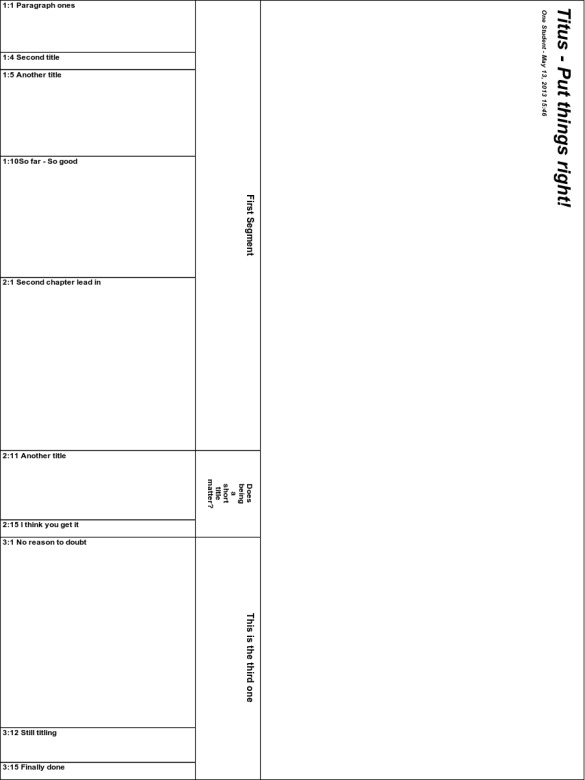 Titus - Put things right!
One Student - May 13, 2013 15:46
1:1 Paragraph ones
1:4 Second title
1:5 Another title
1:10So far - So good
2:1 Second chapter lead in
First Segment
2:11 Another title
2:15 I think you get it
Does
being
a
short
title
matter?
3:1 No reason to doubt
3:12 Still titling
3:15 Finally done
This is the third one